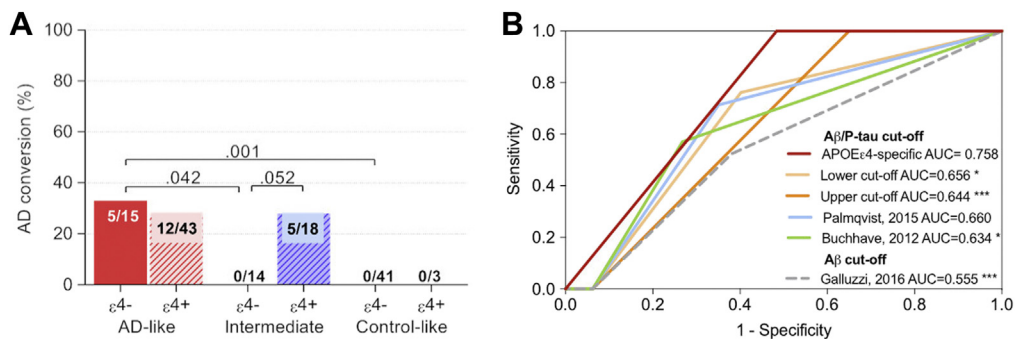 A
AD conversion (%)
100
80
60
40
20
0
.001
.042
.052
5/15
12/43
0/14
5/18
0/41
0/3
ε4-
ε4+
ε4-
ε4+
ε4-
ε4+
AD-like
Intermediate
Control-like
B
Sensitivity
1.0
0.8
0.6
0.4
0.2
0.0
Aβ/P-tau cut-off
APOEε4-specific AUC= 0.758
Lower cut-off AUC=0.656 *
Upper cut-off AUC=0.644 ***
Palmqvist, 2015 AUC=0.660
Buchhave, 2012 AUC=0.634 *
Aβ cut-off
Galluzzi, 2016 AUC=0.555 ***
0.0
0.2
0.4
0.6
0.8
1.0
1 - Specificity